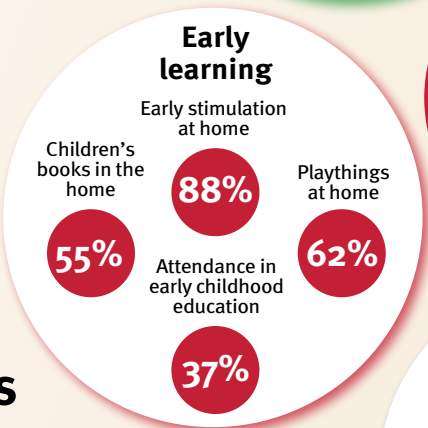 Early
learning
Early stimulation
at home
88%
Children's
books in the
home
55%
Playthings
at home
62%
Attendance in
early childhood
education
37%
s